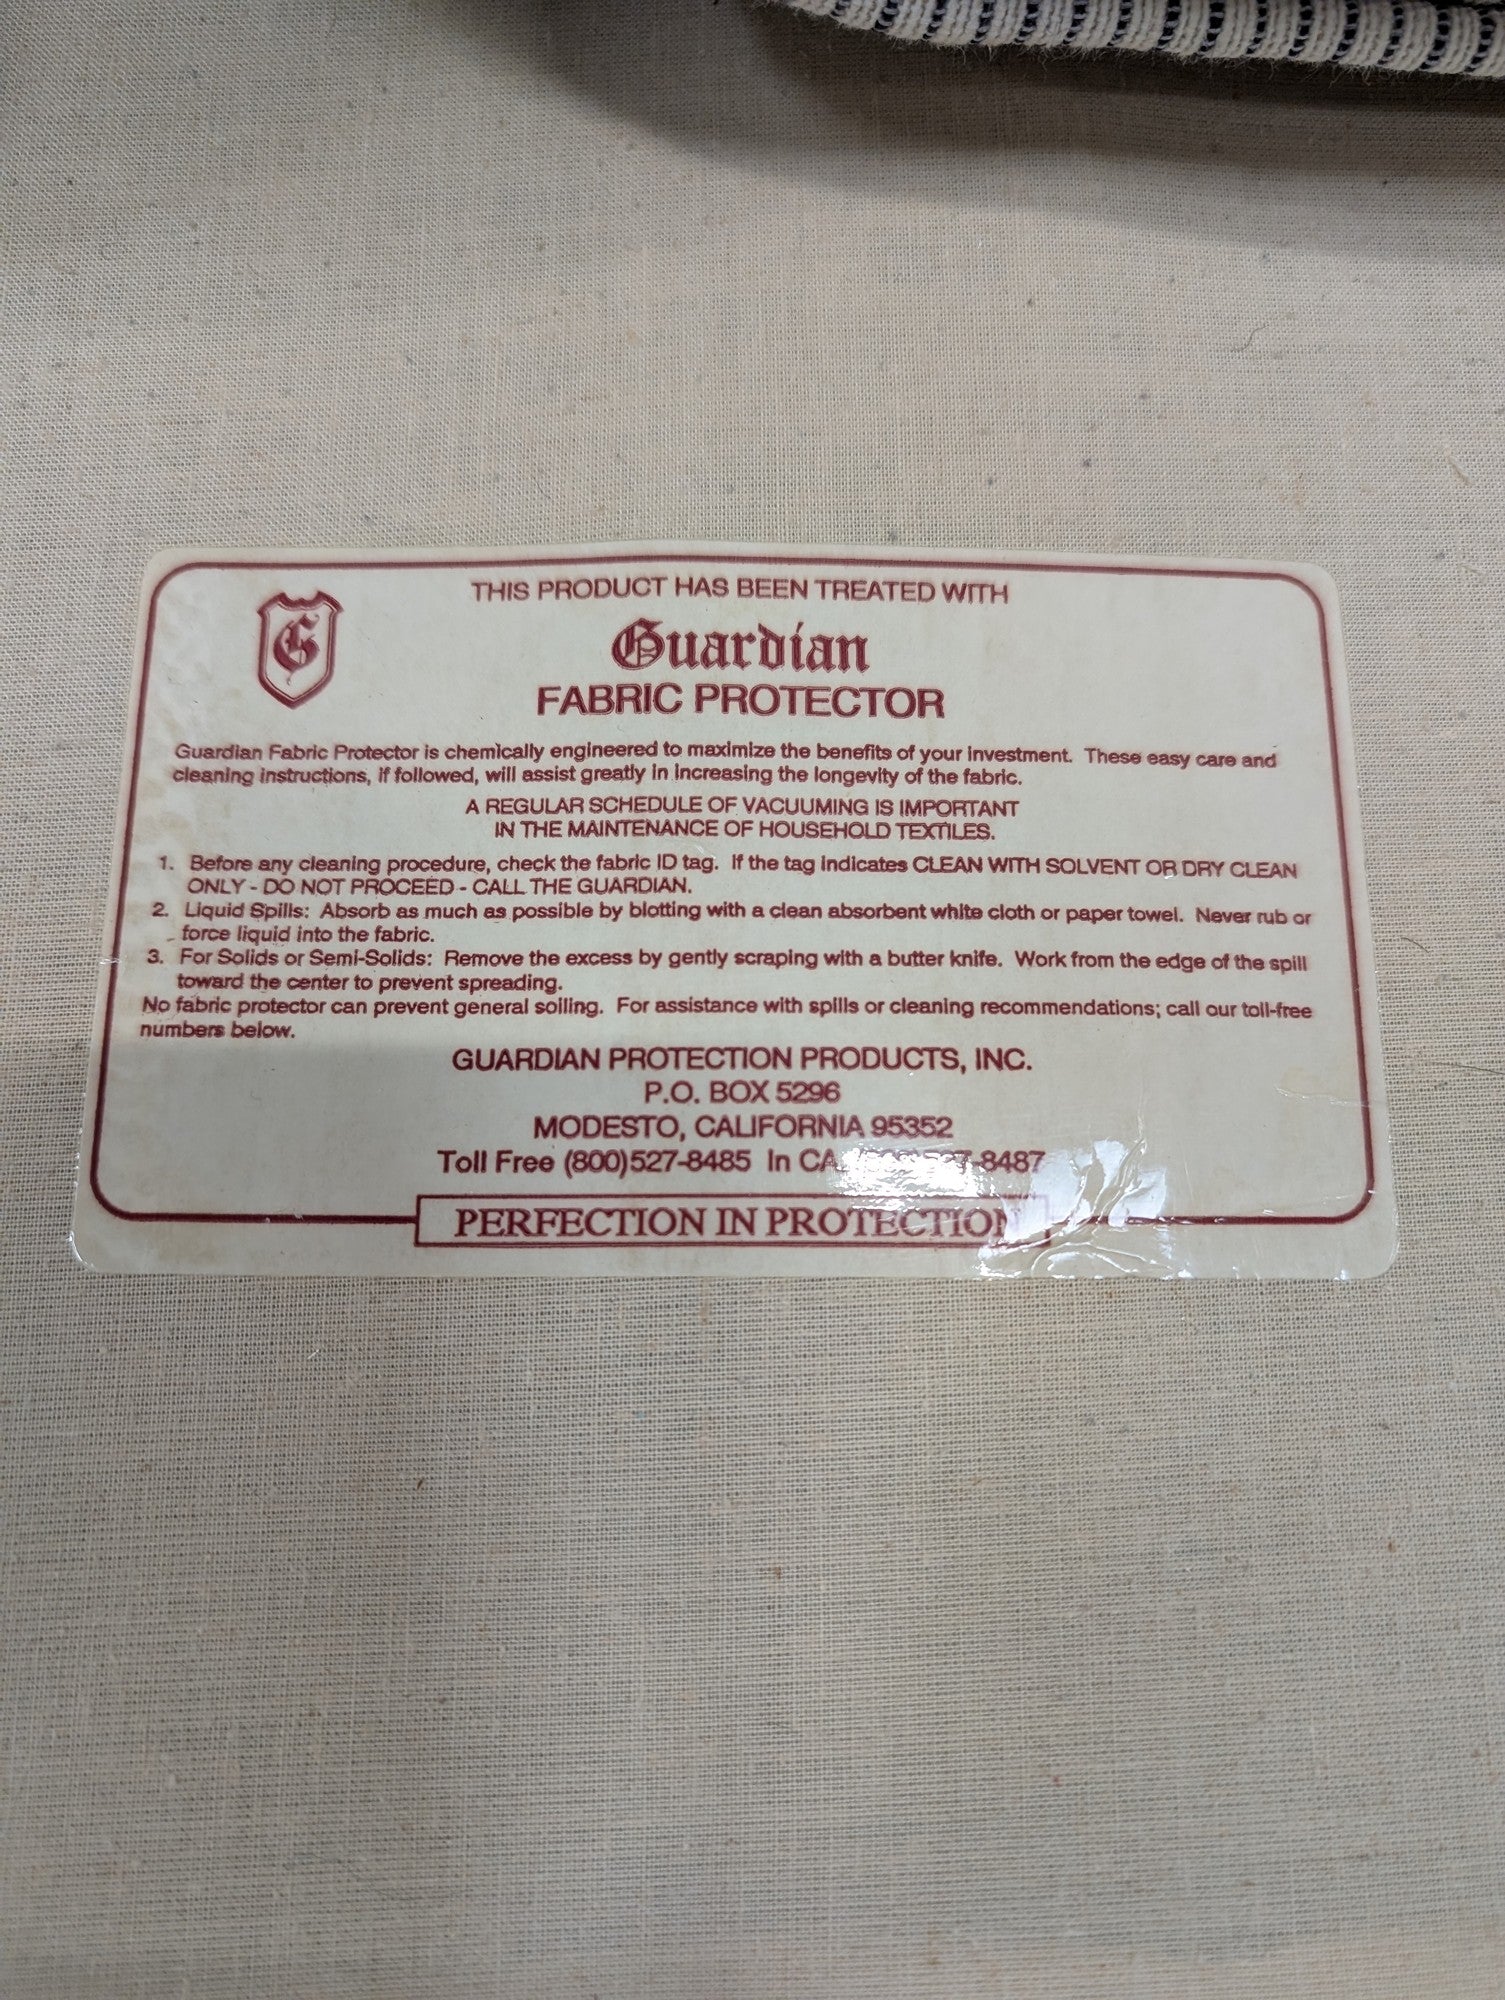 G
THIS PRODUCT HAS BEEN TREATED WITH
Guardian
FABRIC PROTECTOR
Guardian Fabric Protector is chemically engineered to maximize the benefits of your investment. These easy care and
cleaning instructions, if followed, will assist greatly in increasing the longevity of the fabric.
A REGULAR SCHEDULE OF VACUUMING IS IMPORTANT
IN THE MAINTENANCE OF HOUSEHOLD TEXTILES.
1. Before any cleaning procedure, check the fabric ID tag. If the tag indicates CLEAN WITH SOLVENT OR DRY CLEAN
ONLY - DO NOT PROCEED - CALL THE GUARDIAN.
2. Liquid Spills: Absorb as much as possible by blotting with a clean absorbent white cloth or paper towel. Never rub or
force liquid into the fabric.
3. For Solids or Semi-Solids: Remove the excess by gently scraping with a butter knife. Work from the edge of the spill
toward the center to prevent spreading.
No fabric protector can prevent general soiling. For assistance with spills or cleaning recommendations; call our toll-free
numbers below.
GUARDIAN PROTECTION PRODUCTS, INC.
P.O. BOX 5296
MODESTO, CALIFORNIA 95352
Toll Free (800)527-8485 In CA
PERFECTION IN PROTECTION